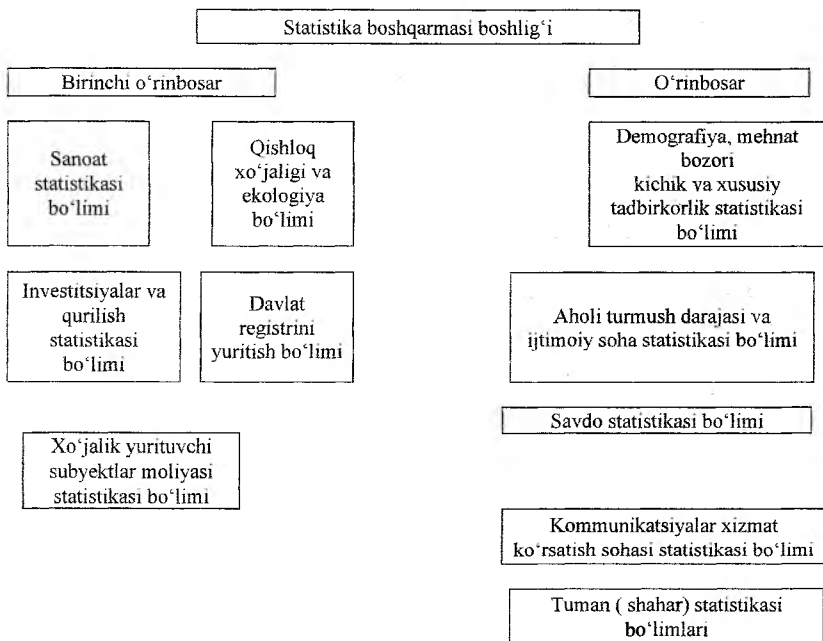 Statistika boshqarmasi boshlig‘i
Birinchi o‘rinbosar
O‘rinbosar
Sanoat
statistikasi
bo‘limi
Qishloq
xo‘jaligi va
ekologiya
bo‘limi
Demografiya, mehnat
bozori
kichik va xususiy
tadbirkorlik statistikasi
bo‘limi
Investitsiyalar va
qurilish
statistikasi
bo‘limi
Davlat
registrini
yuritish bo‘limi
Aholi turmush darajasi va
ijtimoiy soha statistikasi bo‘limi
Savdo statistikasi bo‘limi
Xo‘jalik yurituvchi
subyektlar moliyasi
statistikasi bo‘limi
Kommunikatsiyalar xizmat
ko‘rsatish sohasi statistikasi bo‘limi
Tuman ( shahar) statistikasi
bo‘limlari